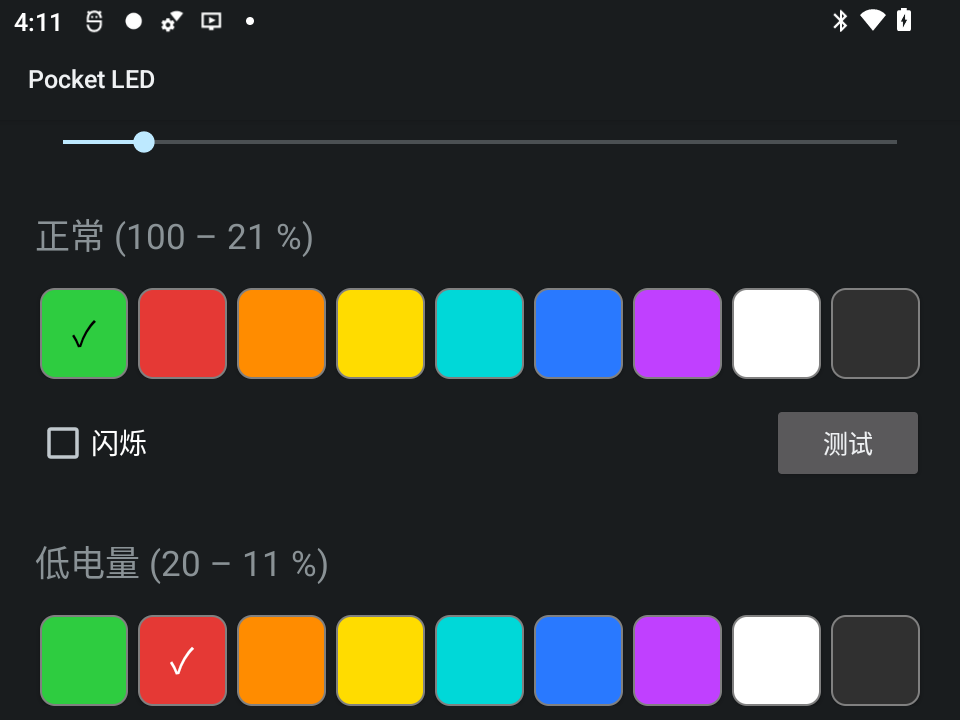 4:11
Pocket LED
正常 (100 – 21 %)
闪烁
测试
低电量 (20 – 11 %)